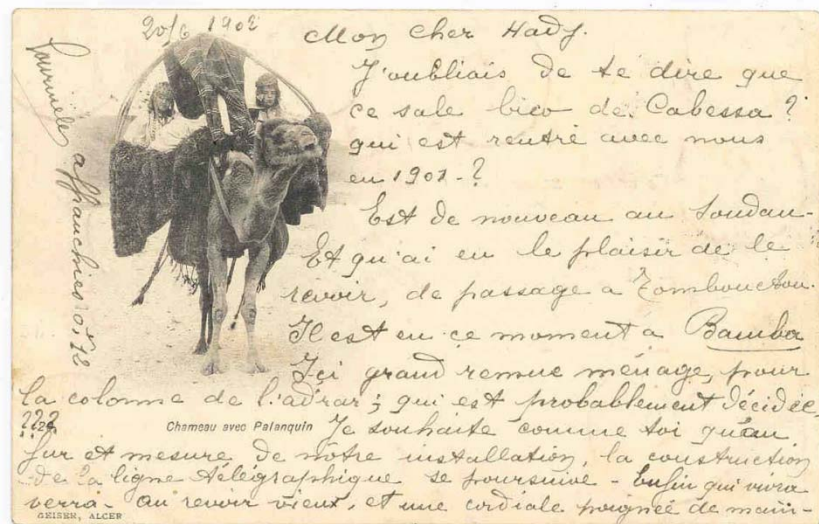 20/6 1902
Mon cher Hady.
J'oubliais de te dire que
ce sale bico de Cabessa ?
qui est rentré avec nous
en 1901 - ?
Est de nouveau au Soudan -
Et qu'ai eu le plaisir de le
revoir, de passage a Tombouctou.
Il est en ce moment a Bamba
Ici grand remue ménage, pour
la colonne de l'adrar ; qui est probablement décidée,
???
Je souhaite comme toi qu'au
fur et mesure de nôtre installation, la construction
de la ligne télégraphique se poursuive - Enfin qui vivra
verra - au revoir vieux, et une cordiale poignée de main -
affranchies
Chameau avec Palanquin
GEISER, ALGER